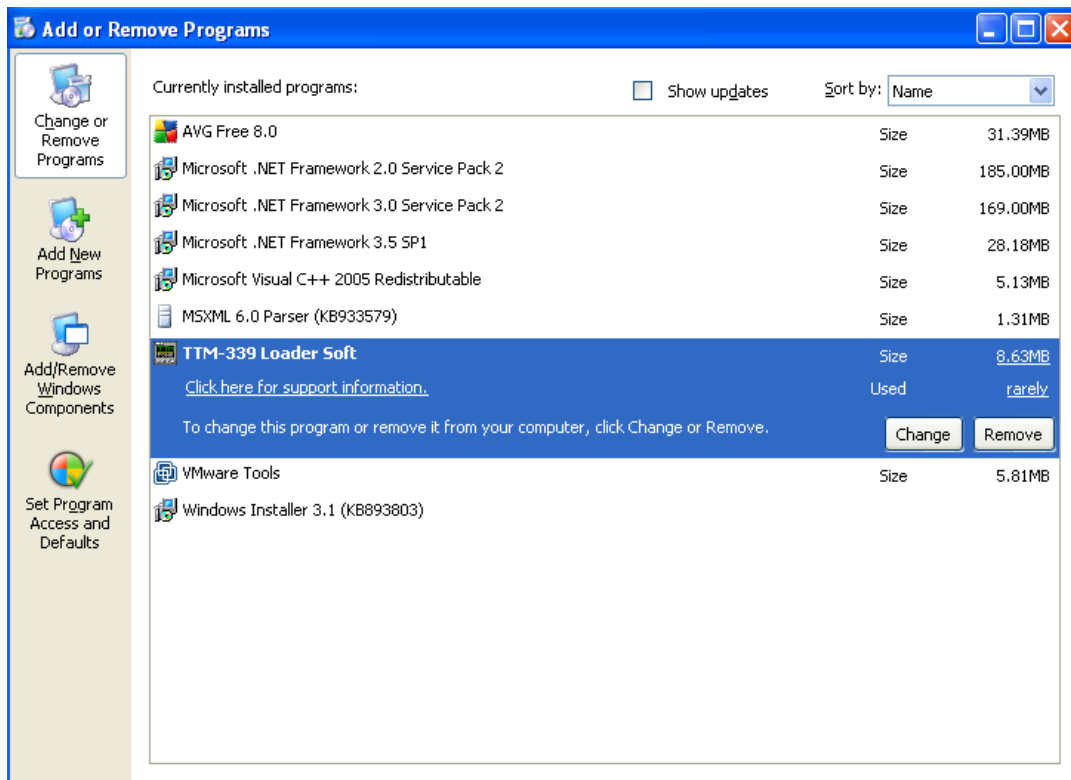 Add or Remove Programs
Change or
Remove
Programs
Add New
Programs
Add/Remove
Windows
Components
Set Program
Access and
Defaults
Currently installed programs:
Show updates
Sort by:
Name
AVG Free 8.0 Size 31.39MB
Microsoft .NET Framework 2.0 Service Pack 2 Size 185.00MB
Microsoft .NET Framework 3.0 Service Pack 2 Size 169.00MB
Microsoft .NET Framework 3.5 SP1 Size 28.18MB
Microsoft Visual C++ 2005 Redistributable Size 5.13MB
MSXML 6.0 Parser (KB933579) Size 1.31MB
TTM-339 Loader Soft Size 8.63MB
Click here for support information. Used rarely
To change this program or remove it from your computer, click Change or Remove. Change Remove
VMware Tools Size 5.81MB
Windows Installer 3.1 (KB893803)